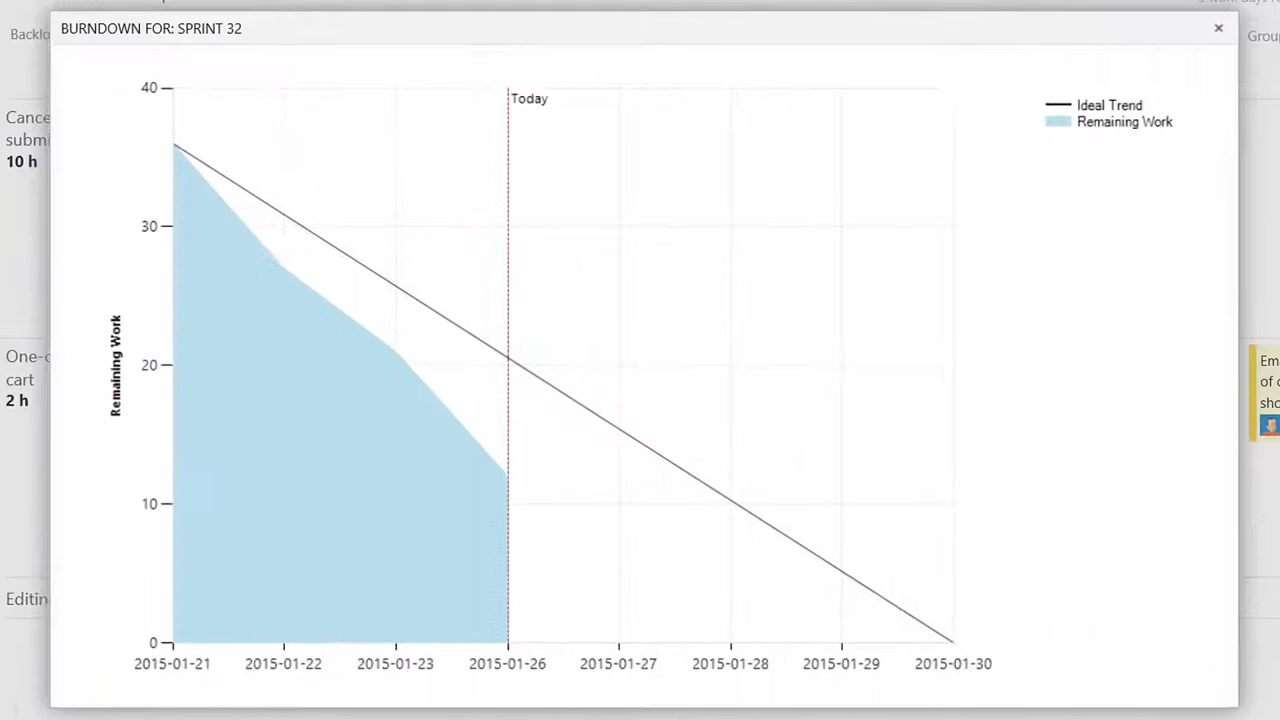 BURNDOWN FOR: SPRINT 32
×
Backlo
Group
Cance
submi
10 h
One-c
cart
2 h
Editin
Em
of c
sho
40
30
20
10
0
Remaining Work
Today
Ideal Trend
Remaining Work
2015-01-21 2015-01-22 2015-01-23 2015-01-26 2015-01-27 2015-01-28 2015-01-29 2015-01-30